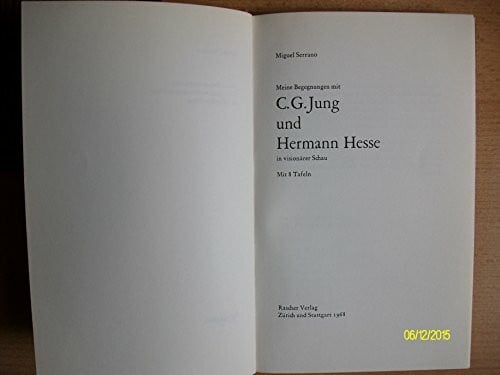 Miguel Serrano
Meine Begegnungen mit
C.G.Jung
und
Hermann Hesse
in visionärer Schau
Mit 8 Tafeln
Rascher Verlag
Zürich und Stuttgart 1968
06/12/2015